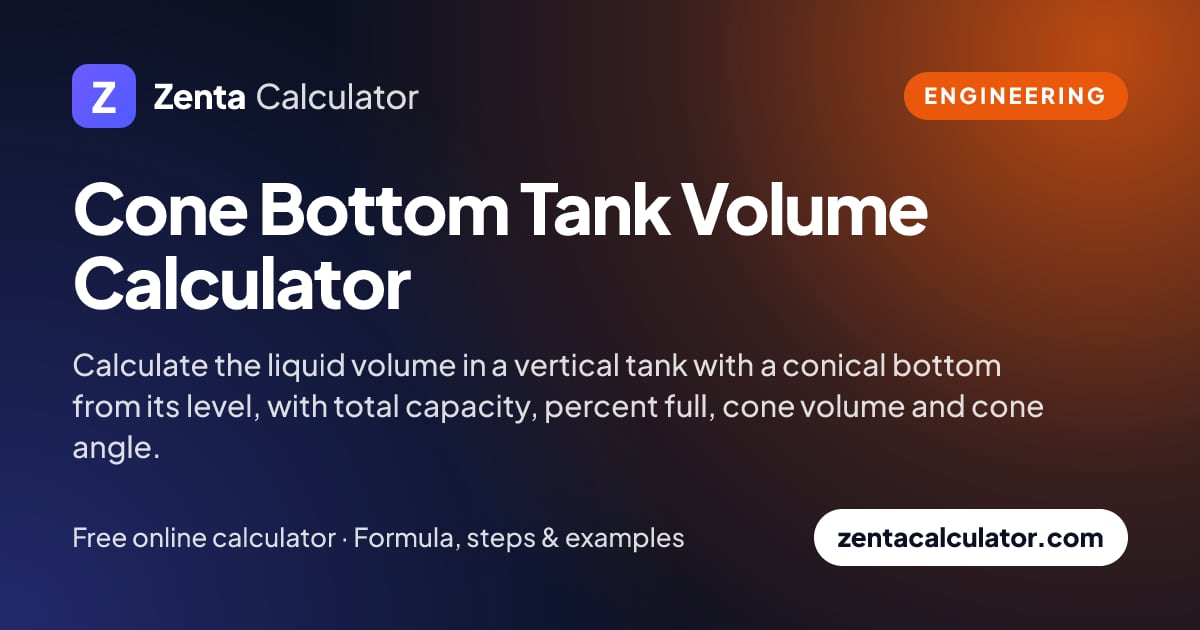 Z
Zenta Calculator
ENGINEERING
Cone Bottom Tank Volume
Calculator
Calculate the liquid volume in a vertical tank with a conical bottom
from its level, with total capacity, percent full, cone volume and cone
angle.
Free online calculator · Formula, steps & examples
zentacalculator.com